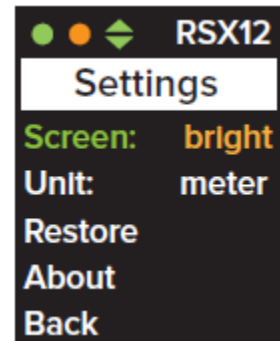 RSX12
Settings
Screen: bright
Unit: meter
Restore
About
Back